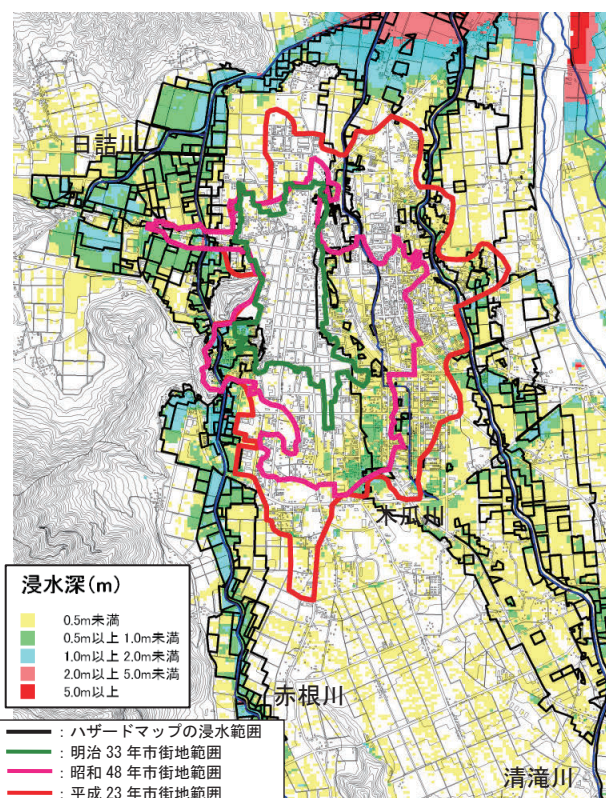 日詰川
木瓜川
浸水深(m)
0.5m未満
0.5m以上 1.0m未満
1.0m以上 2.0m未満
2.0m以上 5.0m未満
5.0m以上
赤根川
：ハザードマップの浸水範囲
：明治 33 年市街地範囲
：昭和 48 年市街地範囲
：平成 23 年市街地範囲
清滝川